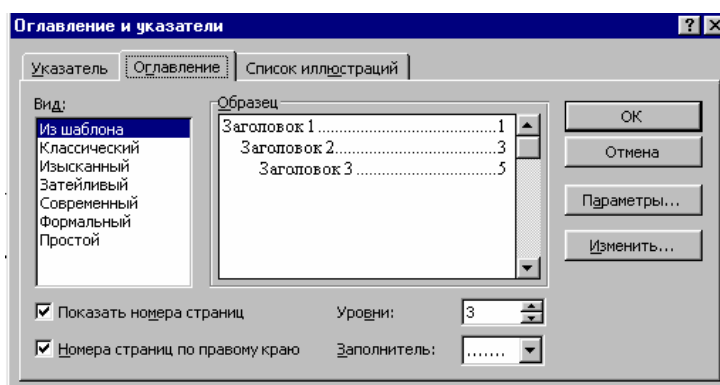 Оглавление и указатели
Указатель Оглавление Список иллюстраций
Вид:
Из шаблона
Классический
Изысканный
Затейливый
Современный
Формальный
Простой
Образец
Заголовок 1..........................................1
Заголовок 2.......................................3
Заголовок 3....................................5
ОК
Отмена
Параметры...
Изменить...
Показать номера страниц
Уровни: 3
Номера страниц по правому краю
Заполнитель: .......